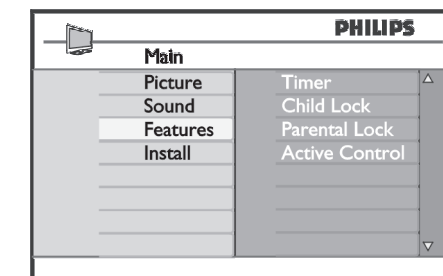 PHILIPS
Main
Picture
Sound
Features
Install
Timer
Child Lock
Parental Lock
Active Control